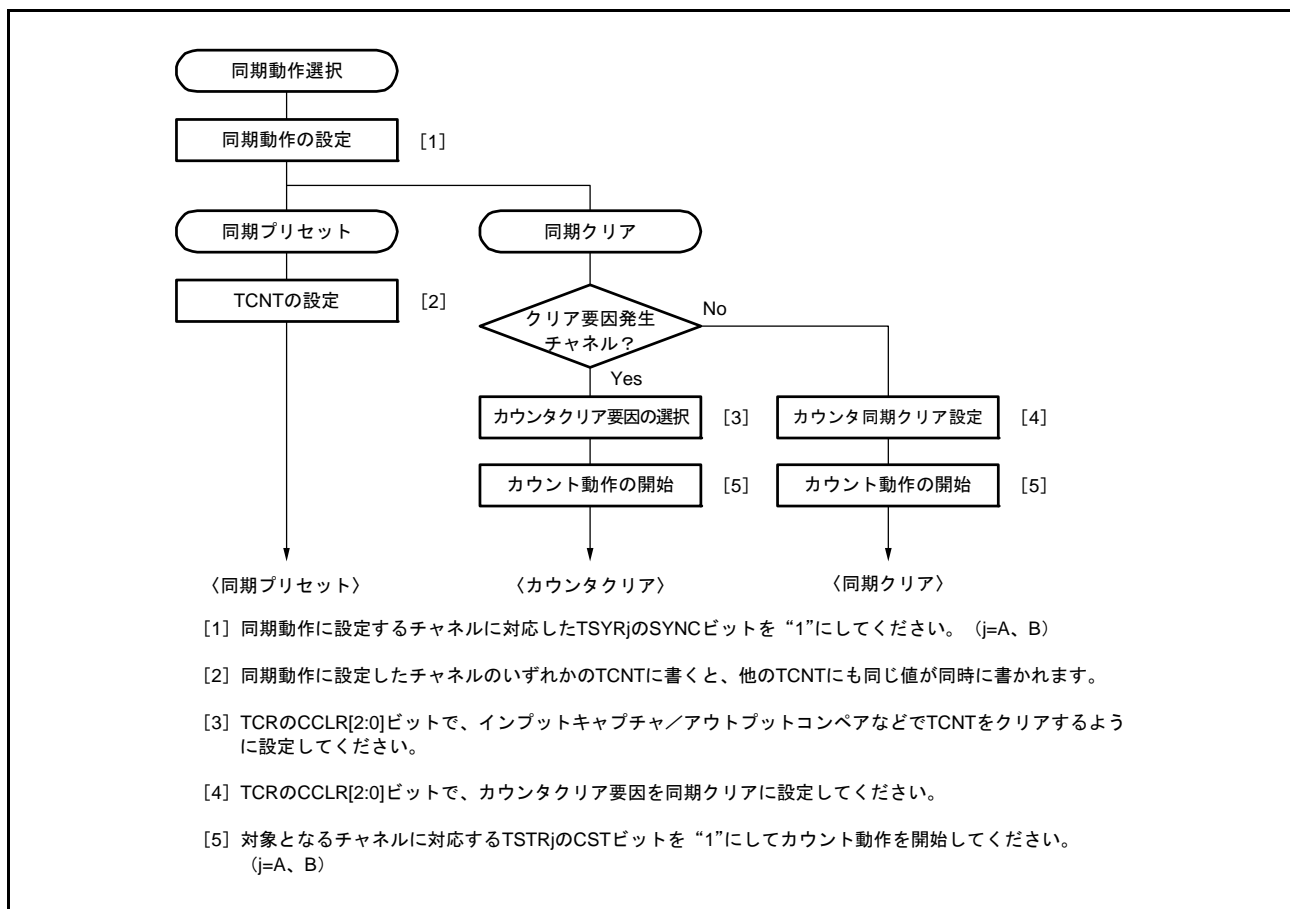 同期動作選択
同期動作の設定 [1]
同期プリセット 同期クリア
TCNTの設定 [2]
クリア要因発生
チャネル？
No
Yes
カウンタクリア要因の選択 [3] カウンタ同期クリア設定 [4]
カウント動作の開始 [5] カウント動作の開始 [5]
〈同期プリセット〉 〈カウンタクリア〉 〈同期クリア〉
[1] 同期動作に設定するチャネルに対応したTSYRjのSYNCビットを “1”にしてください。（j=A、B）
[2] 同期動作に設定したチャネルのいずれかのTCNTに書くと、他のTCNTにも同じ値が同時に書かれます。
[3] TCRのCCLR[2:0]ビットで、インプットキャプチャ／アウトプットコンペアなどでTCNTをクリアするよう
に設定してください。
[4] TCRのCCLR[2:0]ビットで、カウンタクリア要因を同期クリアに設定してください。
[5] 対象となるチャネルに対応するTSTRjのCSTビットを “1”にしてカウント動作を開始してください。
（j=A、B）